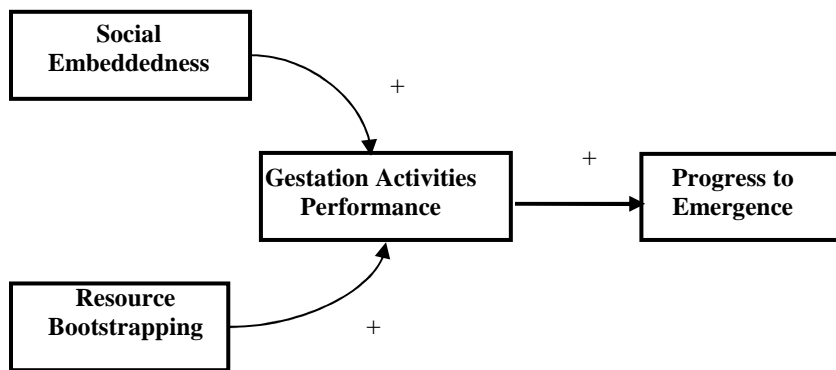 Social
Embeddedness
+
Gestation Activities
Performance
+
Progress to
Emergence
Resource
Bootstrapping
+